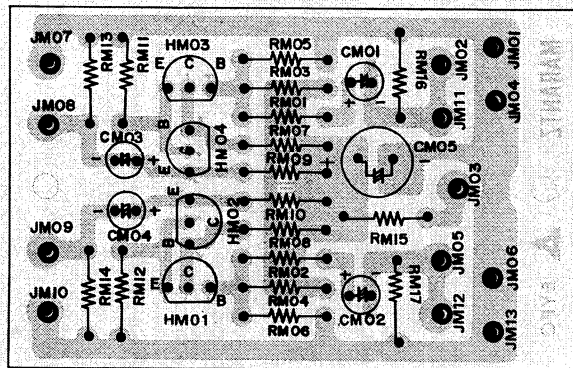 JM07
RM13
RM11
HM03
E C B
RM05
CM01
+ -
RM16
JM02
JM01
RM03
JM08
RM01
JM11
JM04
B
CM03
- +
C
HM04
E
RM07
RM09
+
CM05
-
MARANTZ
JM03
E
- +
CM04
C
HM02
B
RM10
RM08
RM15
JM09
JM05
JM06
RM14
RM12
E C B
HM01
RM02
+ -
RM17
RM04
CM02
JM10
JM12
RM06
JM13